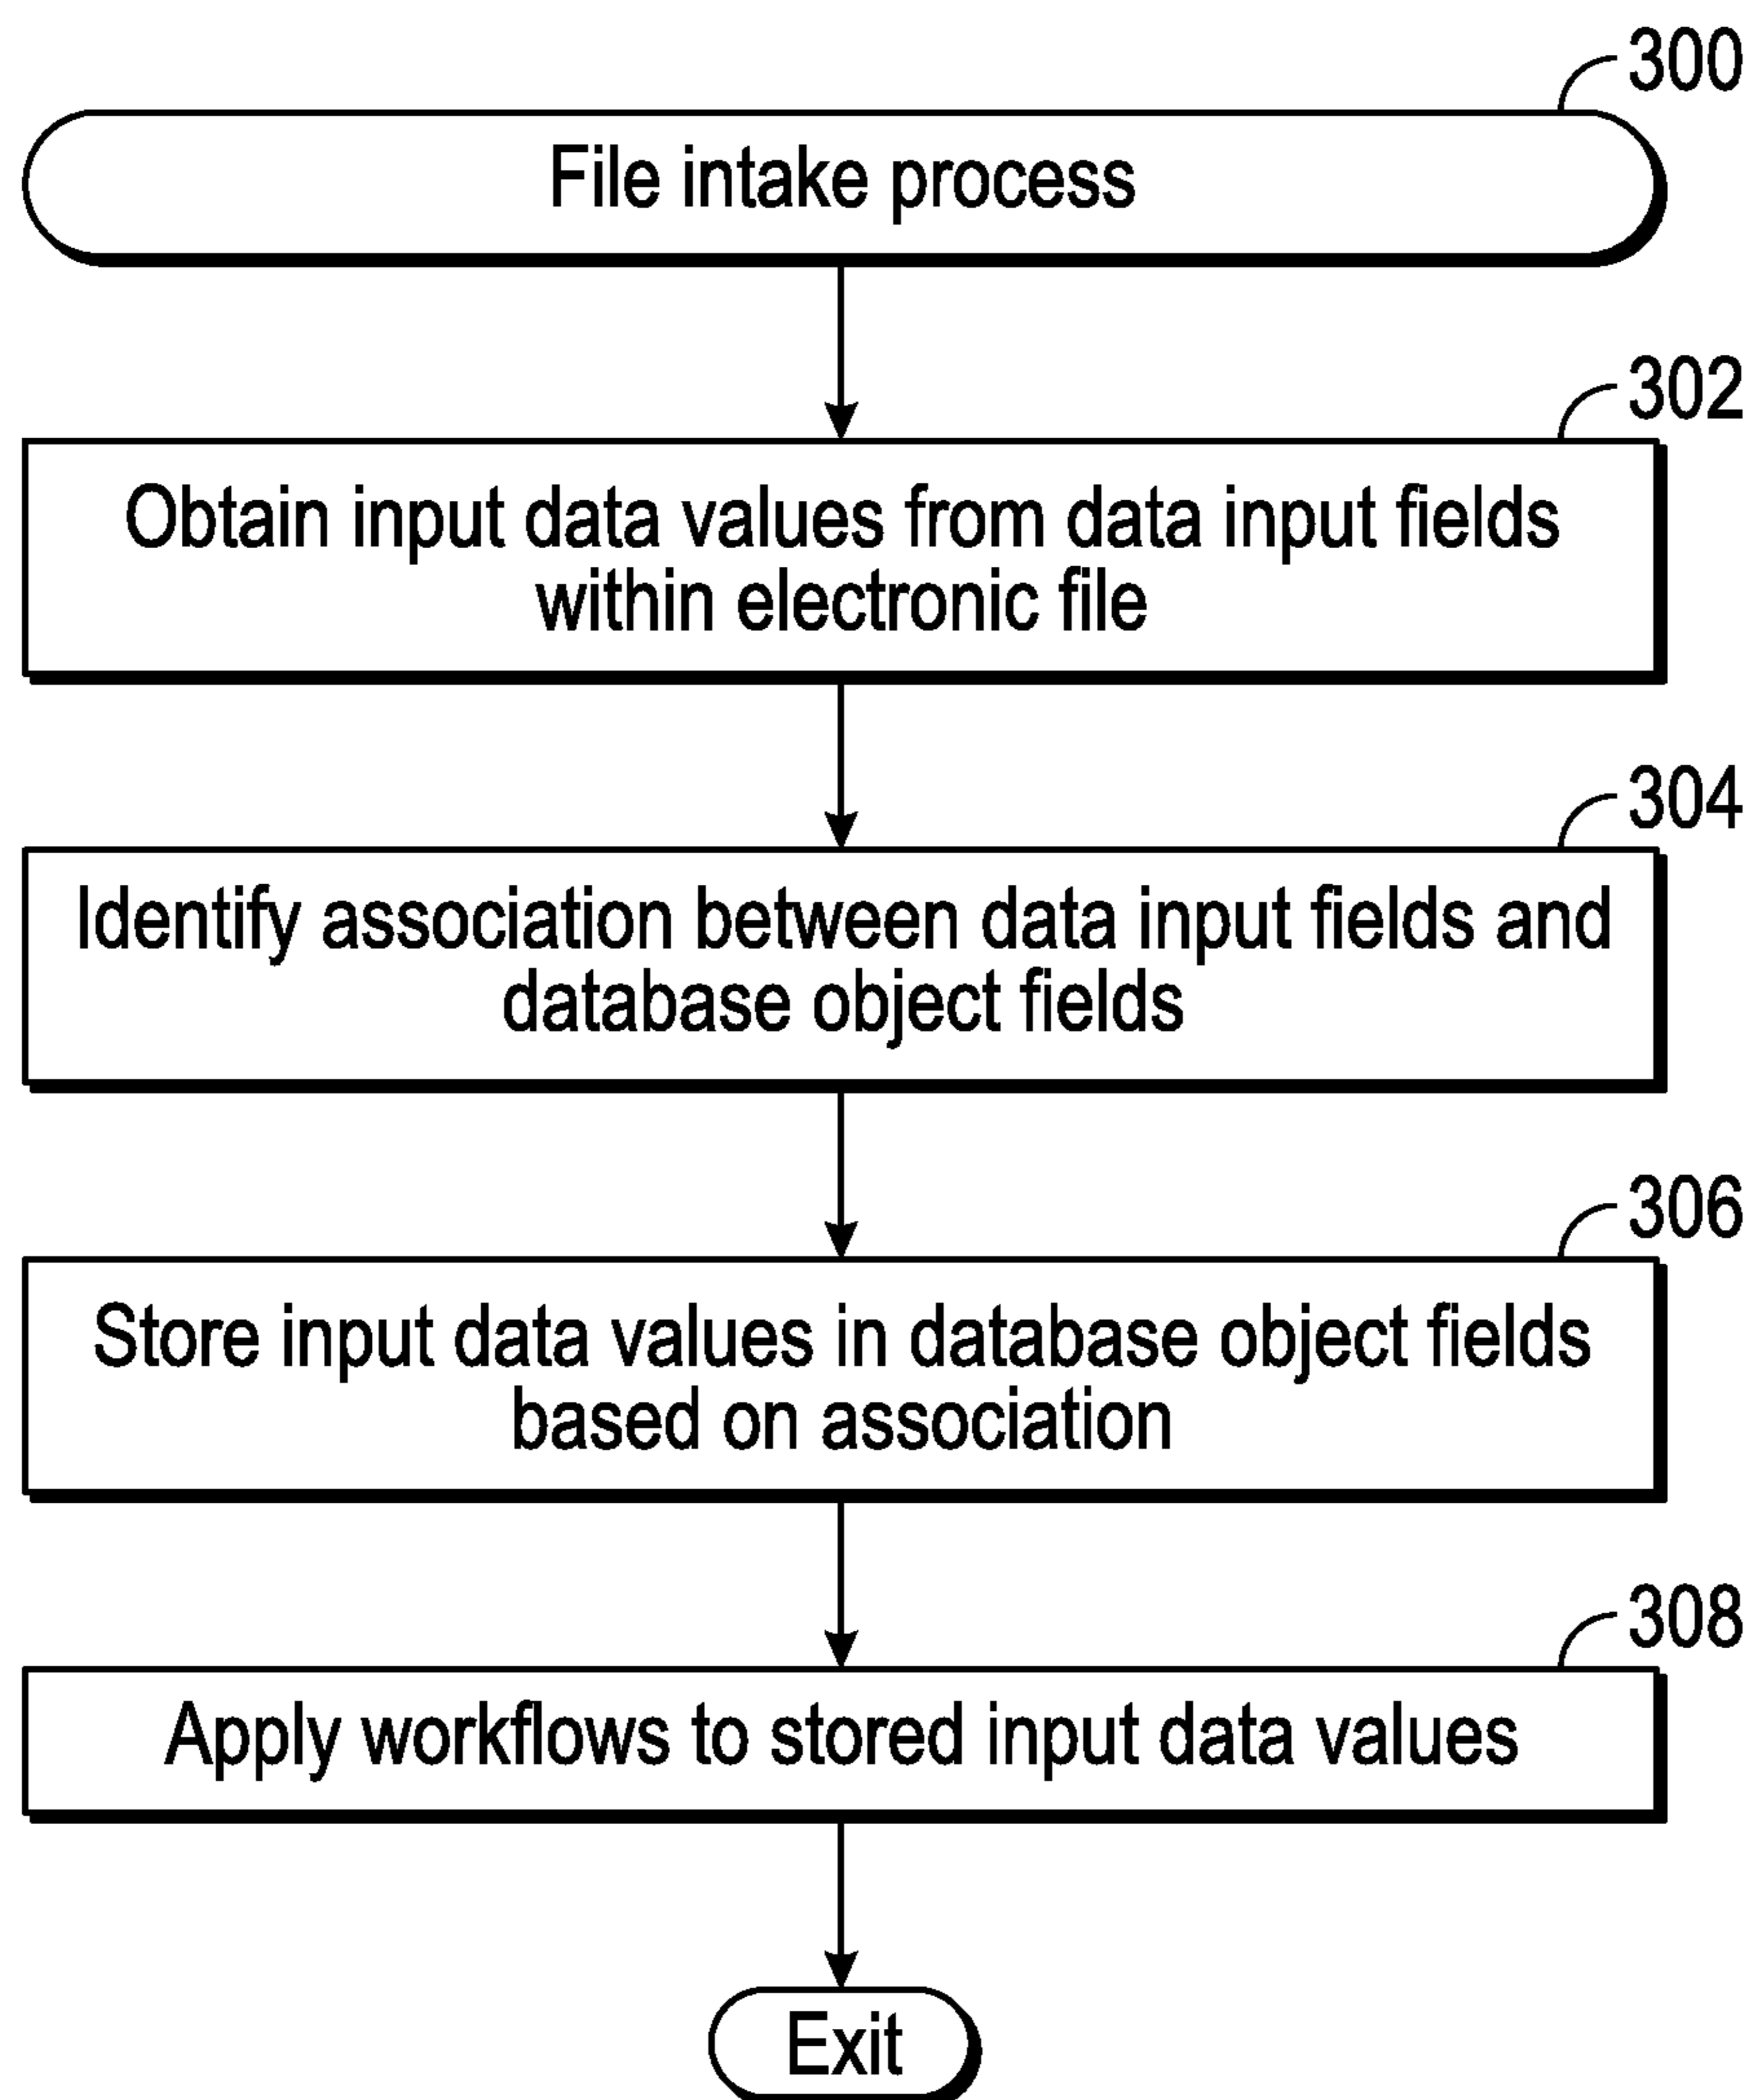 300
File intake process
302
Obtain input data values from data input fields
within electronic file
304
Identify association between data input fields and
database object fields
306
Store input data values in database object fields
based on association
308
Apply workflows to stored input data values
Exit